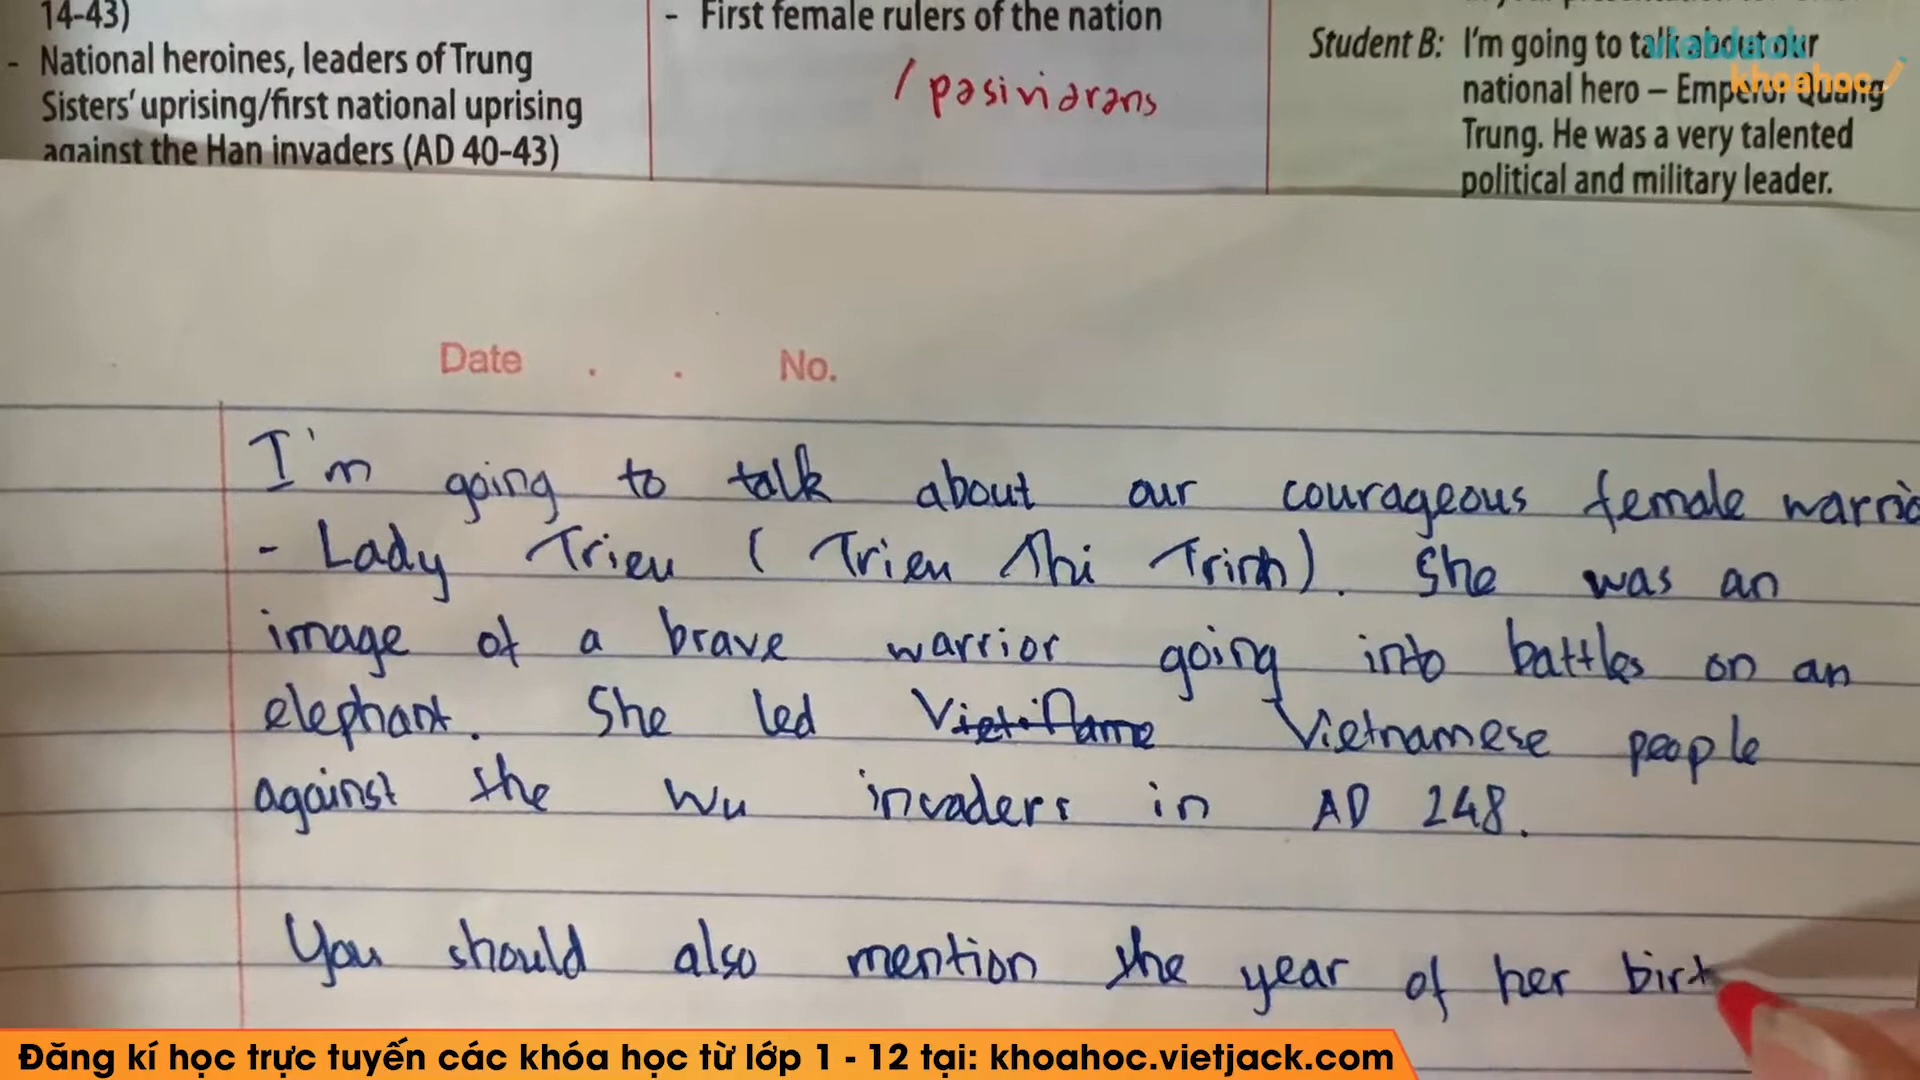 14-43)
- National heroines, leaders of Trung
Sisters' uprising/first national uprising
against the Han invaders (AD 40-43)
- First female rulers of the nation
Student B: I'm going to talk about our
national hero – Emperor Quang
Trung. He was a very talented
political and military leader.
vietjack
khoahoc
Date . . No.
I'm going to talk about our courageous female warrio
- Lady Trieu (Trieu Thi Trinh). She was an
image of a brave warrior going into battles on an
elephant. She led Vietnamese people
against the Wu invaders in AD 248.
You should also mention the year of her birt
Đăng kí học trực tuyến các khóa học từ lớp 1 - 12 tại: khoahoc.vietjack.com